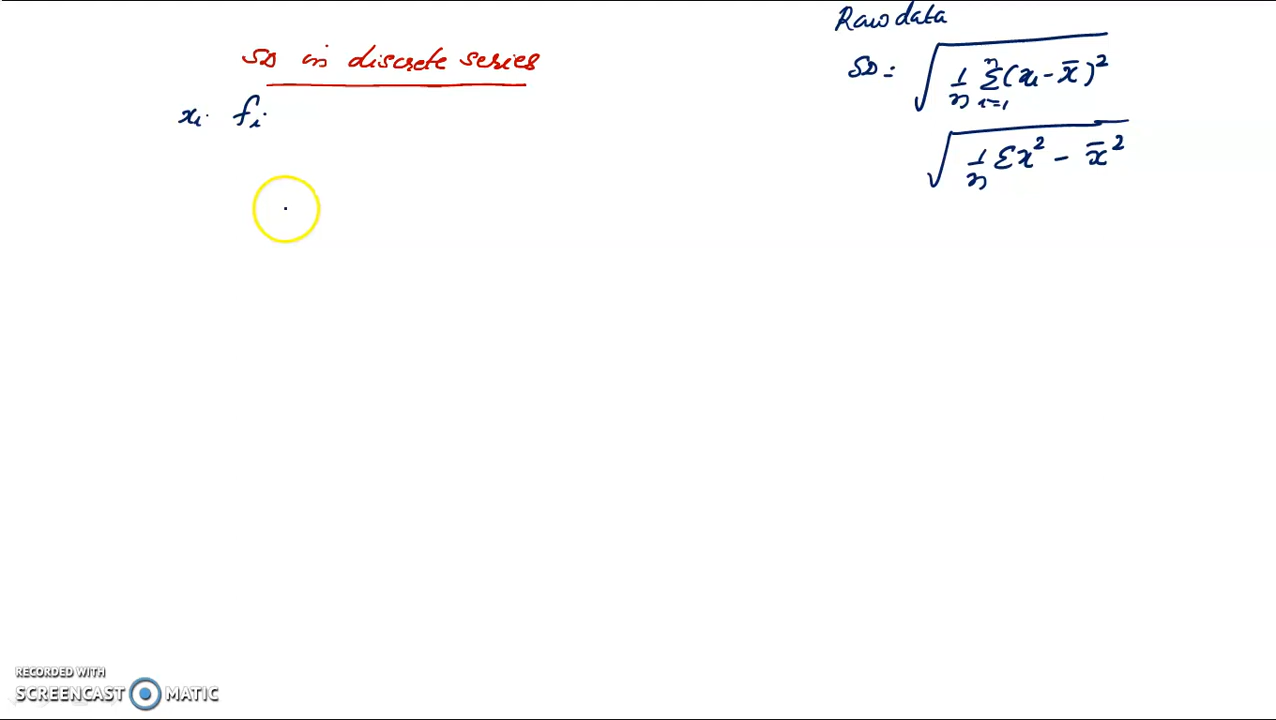 SD in discrete series
xi fi
Raw data
SD = √ 1/n Σ i=1 n (xi - x̄)²
√ 1/n Σx² - x̄²
RECORDED WITH
SCREENCAST MATIC